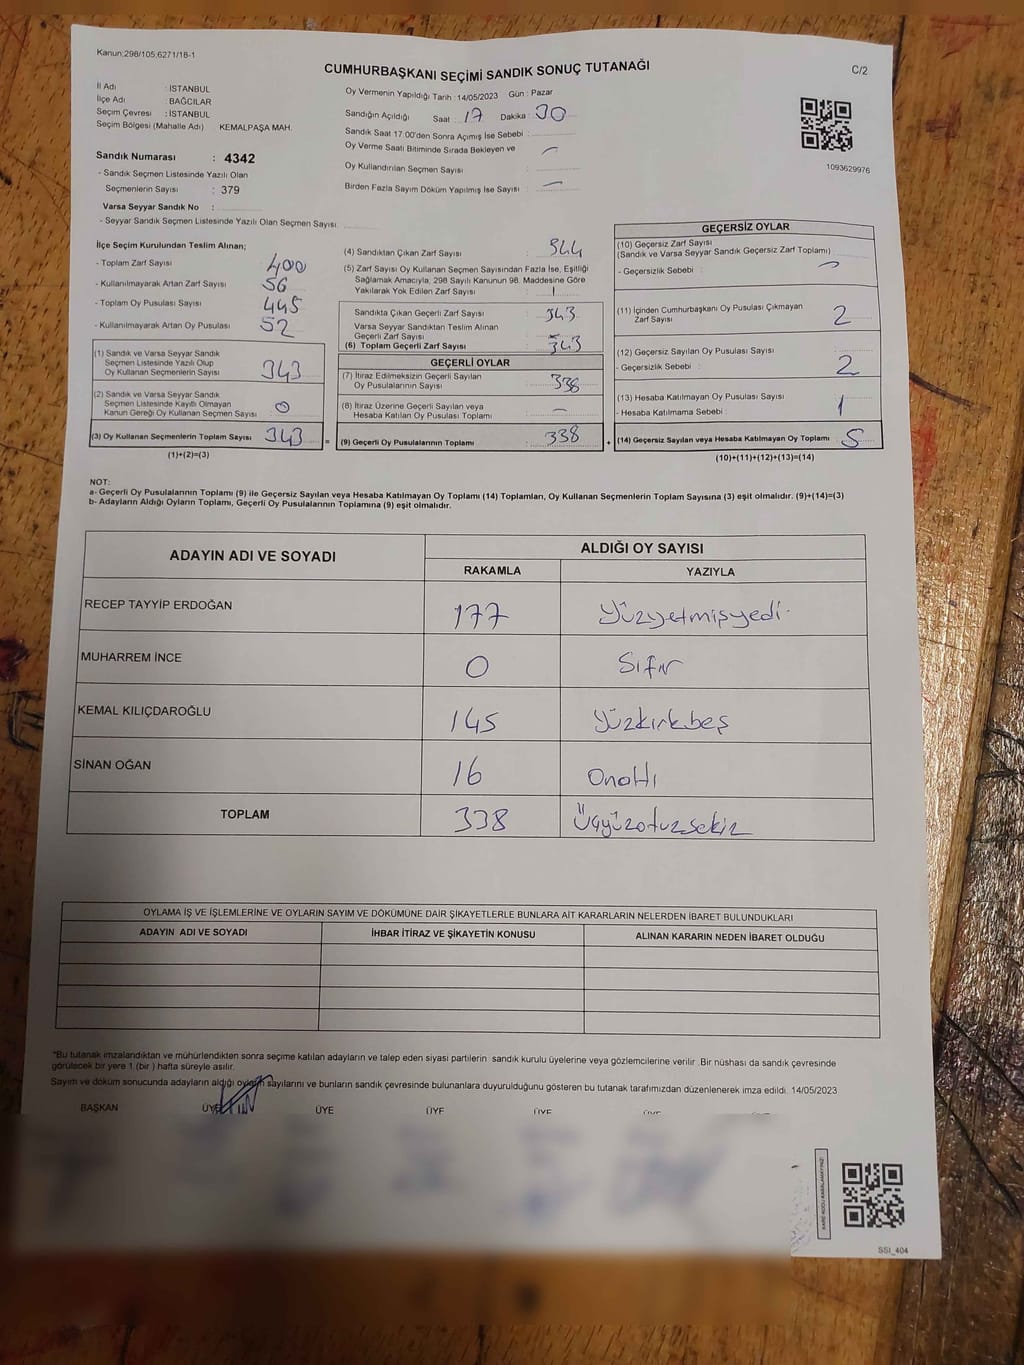 Kanun:298/105;6271/18-1
CUMHURBAŞKANI SEÇİMİ SANDIK SONUÇ TUTANAĞI
C/2
İl Adı : İSTANBUL
İlçe Adı : BAĞCILAR
Seçim Çevresi : İSTANBUL
Seçim Bölgesi (Mahalle Adı) KEMALPAŞA MAH.
Sandık Numarası : 4342
- Sandık Seçmen Listesinde Yazılı Olan
Seçmenlerin Sayısı : 379
Varsa Seyyar Sandık No :
- Seyyar Sandık Seçmen Listesinde Yazılı Olan Seçmen Sayısı:
Oy Vermenin Yapıldığı Tarih : 14/05/2023 Gün : Pazar
Sandığın Açıldığı Saat : 17 Dakika : 30
Sandık Saat 17.00'den Sonra Açımış İse Sebebi :
Oy Verme Saati Bitiminde Sırada Bekleyen ve
Oy Kullandırılan Seçmen Sayısı : —
Birden Fazla Sayım Döküm Yapılmış İse Sayısı : —
1093629976
İlçe Seçim Kurulundan Teslim Alınan;
- Toplam Zarf Sayısı : 400
- Kullanılmayarak Artan Zarf Sayısı : 56
- Toplam Oy Pusulası Sayısı : 445
- Kullanılmayarak Artan Oy Pusulası : 52
(1) Sandık ve Varsa Seyyar Sandık
Seçmen Listesinde Yazılı Olup
Oy Kullanan Seçmenlerin Sayısı : 343
(2) Sandık ve Varsa Seyyar Sandık
Seçmen Listesinde Kayıtlı Olmayan
Kanun Gereği Oy Kullanan Seçmen Sayısı : 0
(3) Oy Kullanan Seçmenlerin Toplam Sayısı : 343
(1)+(2)=(3)
(4) Sandıktan Çıkan Zarf Sayısı : 344
(5) Zarf Sayısı Oy Kullanan Seçmen Sayısından Fazla İse, Eşitliği
Sağlamak Amacıyla; 298 Sayılı Kanunun 98. Maddesine Göre
Yakılarak Yok Edilen Zarf Sayısı : 1
Sandıkta Çıkan Geçerli Zarf Sayısı : 343
Varsa Seyyar Sandıktan Teslim Alınan
Geçerli Zarf Sayısı :
(6) Toplam Geçerli Zarf Sayısı : 343
GEÇERLİ OYLAR
(7) İtiraz Edilmeksizin Geçerli Sayılan
Oy Pusulalarının Sayısı : 338
(8) İtiraz Üzerine Geçerli Sayılan veya
Hesaba Katılan Oy Pusulası Toplamı : —
= (9) Geçerli Oy Pusulalarının Toplamı : 338
GEÇERSİZ OYLAR
(10) Geçersiz Zarf Sayısı
(Sandık ve Varsa Seyyar Sandık Geçersiz Zarf Toplamı) :
- Geçersizlik Sebebi : —
(11) İçinden Cumhurbaşkanı Oy Pusulası Çıkmayan
Zarf Sayısı : 2
(12) Geçersiz Sayılan Oy Pusulası Sayısı : 2
- Geçersizlik Sebebi :
(13) Hesaba Katılmayan Oy Pusulası Sayısı : 1
- Hesaba Katılmama Sebebi :
+ (14) Geçersiz Sayılan veya Hesaba Katılmayan Oy Toplamı : 5
(10)+(11)+(12)+(13)=(14)
NOT:
a- Geçerli Oy Pusulalarının Toplamı (9) ile Geçersiz Sayılan veya Hesaba Katılmayan Oy Toplamı (14) Toplamları, Oy Kullanan Seçmenlerin Toplam Sayısına (3) eşit olmalıdır. (9)+(14)=(3)
b- Adayların Aldığı Oyların Toplamı, Geçerli Oy Pusulalarının Toplamına (9) eşit olmalıdır.
ADAYIN ADI VE SOYADI ALDIĞI OY SAYISI
RAKAMLA YAZIYLA
RECEP TAYYİP ERDOĞAN 177 Yüzyetmişyedi.
MUHARREM İNCE 0 Sıfır
KEMAL KILIÇDAROĞLU 145 Yüzkırkbeş
SİNAN OĞAN 16 Onaltı
TOPLAM 338 Üçyüzotuzsekiz
OYLAMA İŞ VE İŞLEMLERİNE VE OYLARIN SAYIM VE DÖKÜMÜNE DAİR ŞİKAYETLERLE BUNLARA AİT KARARLARIN NELERDEN İBARET BULUNDUKLARI
ADAYIN ADI VE SOYADI İHBAR İTİRAZ VE ŞİKAYETİN KONUSU ALINAN KARARIN NEDEN İBARET OLDUĞU
*Bu tutanak imzalandıktan ve mühürlendikten sonra seçime katılan adayların ve talep eden siyasi partilerin sandık kurulu üyelerine veya gözlemcilerine verilir. Bir nüshası da sandık çevresinde
görülecek bir yere 1 (bir) hafta süreyle asılır.
Sayım ve döküm sonucunda adayların aldığı oyların sayılarını ve bunların sandık çevresinde bulunanlara duyurulduğunu gösteren bu tutanak tarafımızdan düzenlenerek imza edildi. 14/05/2023
BAŞKAN ÜYE ÜYE ÜYE ÜYE
KARE KODU KARALAMAYINIZ!
SSI_404